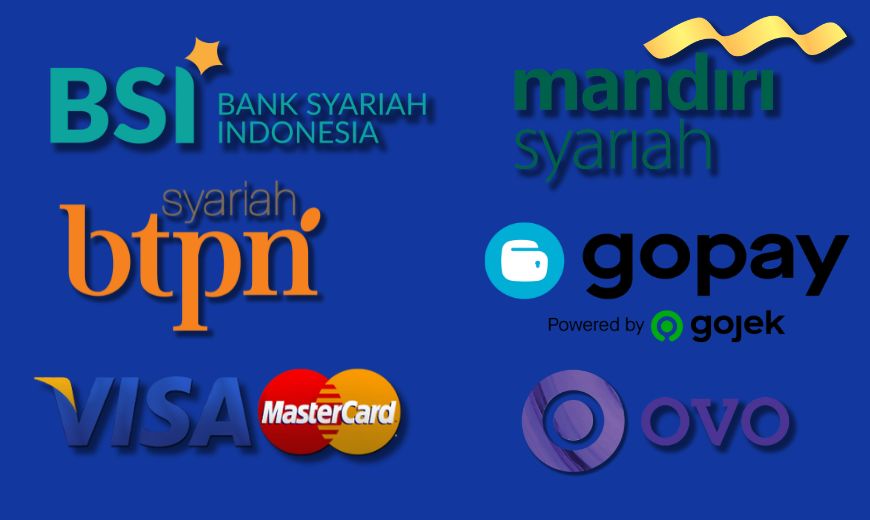 BSI
BANK SYARIAH
INDONESIA
mandiri
syariah
syariah
btpn
gopay
Powered by gojek
VISA
MasterCard
OVO